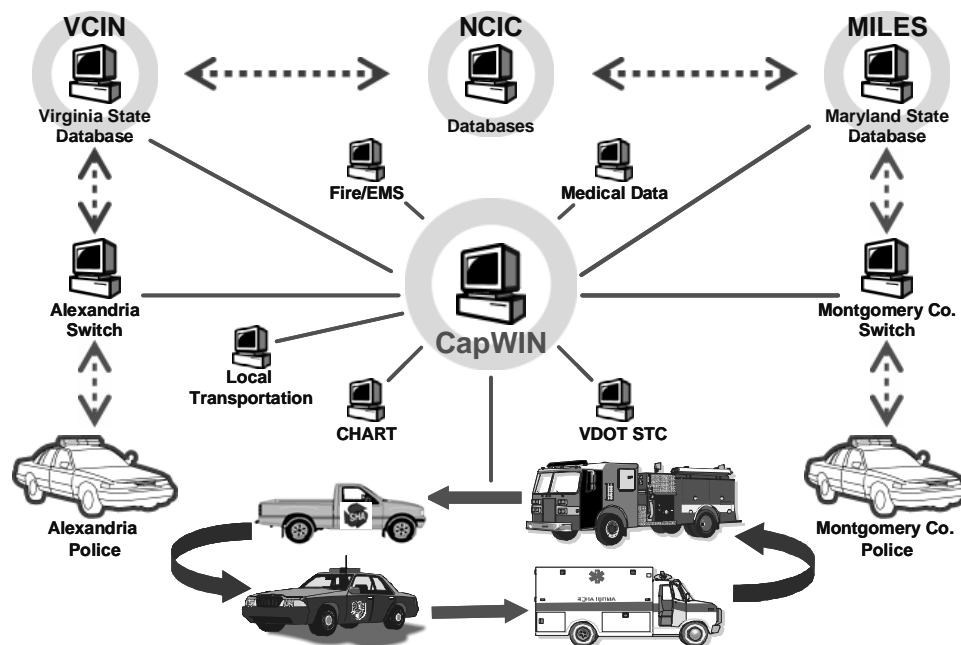 VCIN
NCIC
MILES
Virginia State
Database
Databases
Maryland State
Database
Fire/EMS
Medical Data
Alexandria
Switch
CapWIN
Montgomery Co.
Switch
Local
Transportation
CHART
VDOT STC
Alexandria
Police
SHA
Montgomery Co.
Police